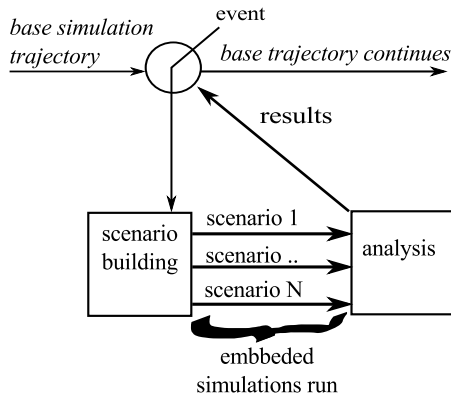 event
base simulation
trajectory
base trajectory continues
results
scenario
building
scenario 1
scenario ..
scenario N
analysis
embbeded
simulations run